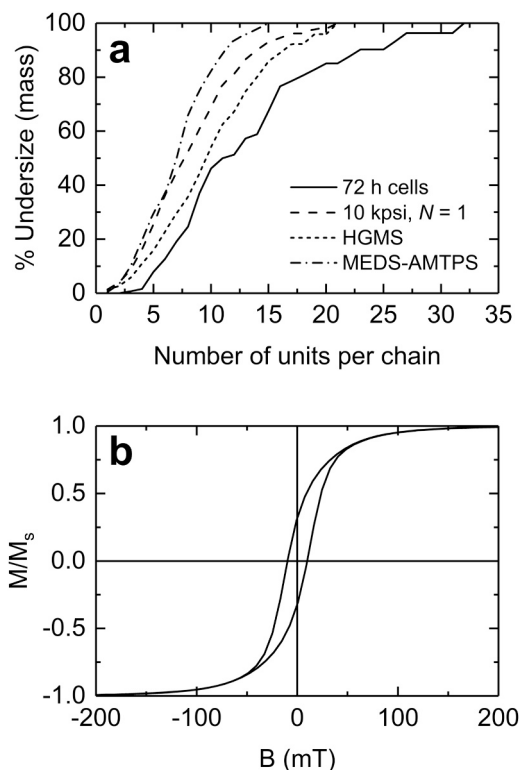 100
80
60
40
20
0
% Undersize (mass)
a
72 h cells
10 kpsi, N = 1
HGMS
MEDS-AMTPS
0 5 10 15 20 25 30 35
Number of units per chain
1.0
0.5
0.0
-0.5
-1.0
M/Ms
b
-200 -100 0 100 200
B (mT)